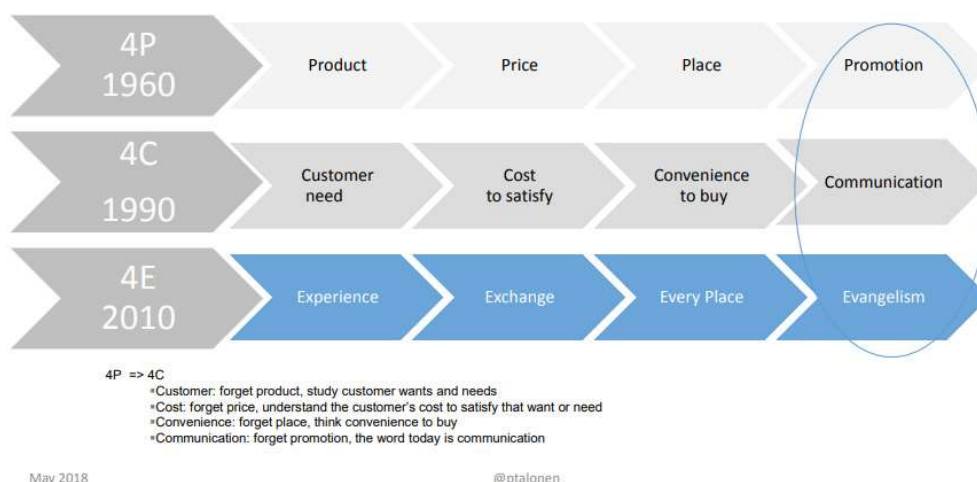 4P
1960
Product
Price
Place
Promotion
4C
1990
Customer
need
Cost
to satisfy
Convenience
to buy
Communication
4E
2010
Experience
Exchange
Every Place
Evangelism
4P => 4C
▪Customer: forget product, study customer wants and needs
▪Cost: forget price, understand the customer's cost to satisfy that want or need
▪Convenience: forget place, think convenience to buy
▪Communication: forget promotion, the word today is communication
May 2018
@ptalonen